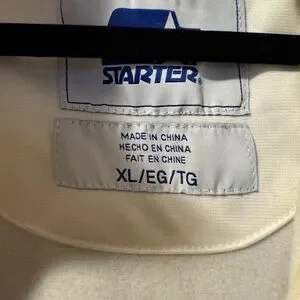 STARTER®
MADE IN CHINA
HECHO EN CHINA
FAIT EN CHINE
XL/EG/TG